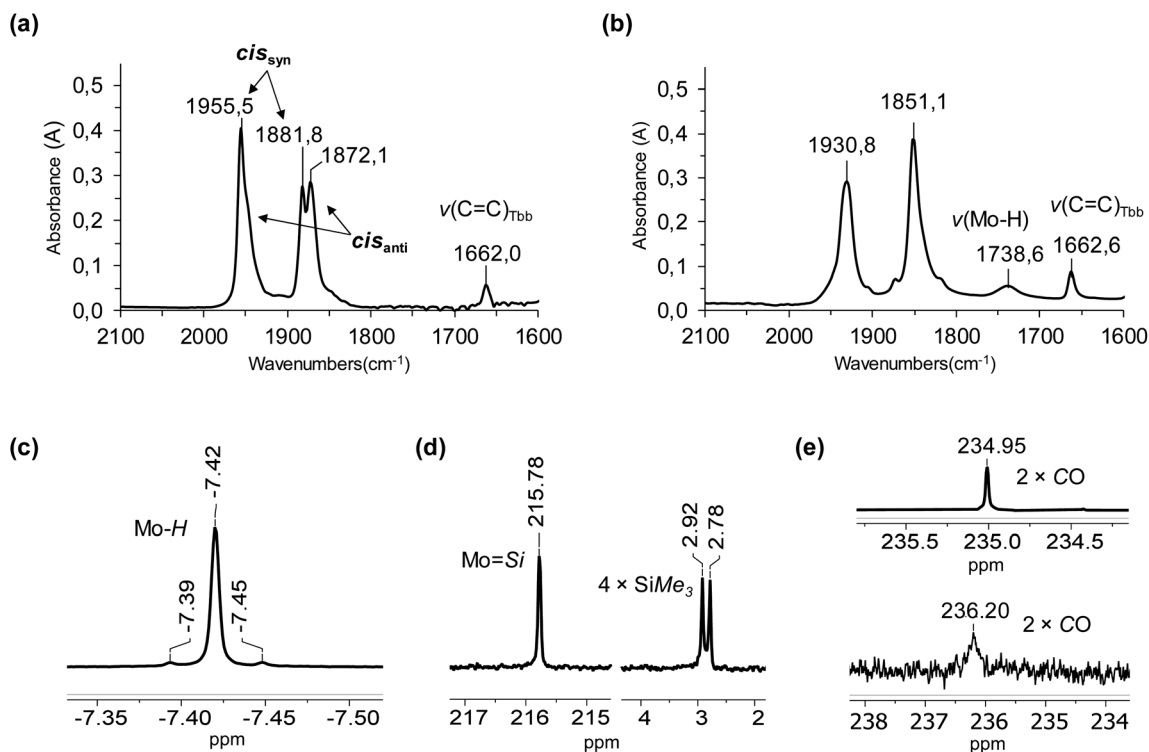 (a)
cis_syn
1955,5
1881,8
1872,1
cis_anti
ν(C=C)_Tbb
1662,0
Absorbance (A)
0,5
0,4
0,3
0,2
0,1
0,0
2100 2000 1900 1800 1700 1600
Wavenumbers(cm⁻¹)
(b)
1930,8
1851,1
ν(Mo-H)
1738,6
ν(C=C)_Tbb
1662,6
Absorbance (A)
0,5
0,4
0,3
0,2
0,1
0,0
2100 2000 1900 1800 1700 1600
Wavenumbers(cm⁻¹)
(c)
Mo-H
-7.42
-7.39
-7.45
-7.35 -7.40 -7.45 -7.50
ppm
(d)
215.78
Mo=Si
2.92
2.78
4 × SiMe₃
217 216 215 4 3 2
ppm
(e)
234.95
2 × CO
235.5 235.0 234.5
ppm
236.20
2 × CO
238 237 236 235 234
ppm